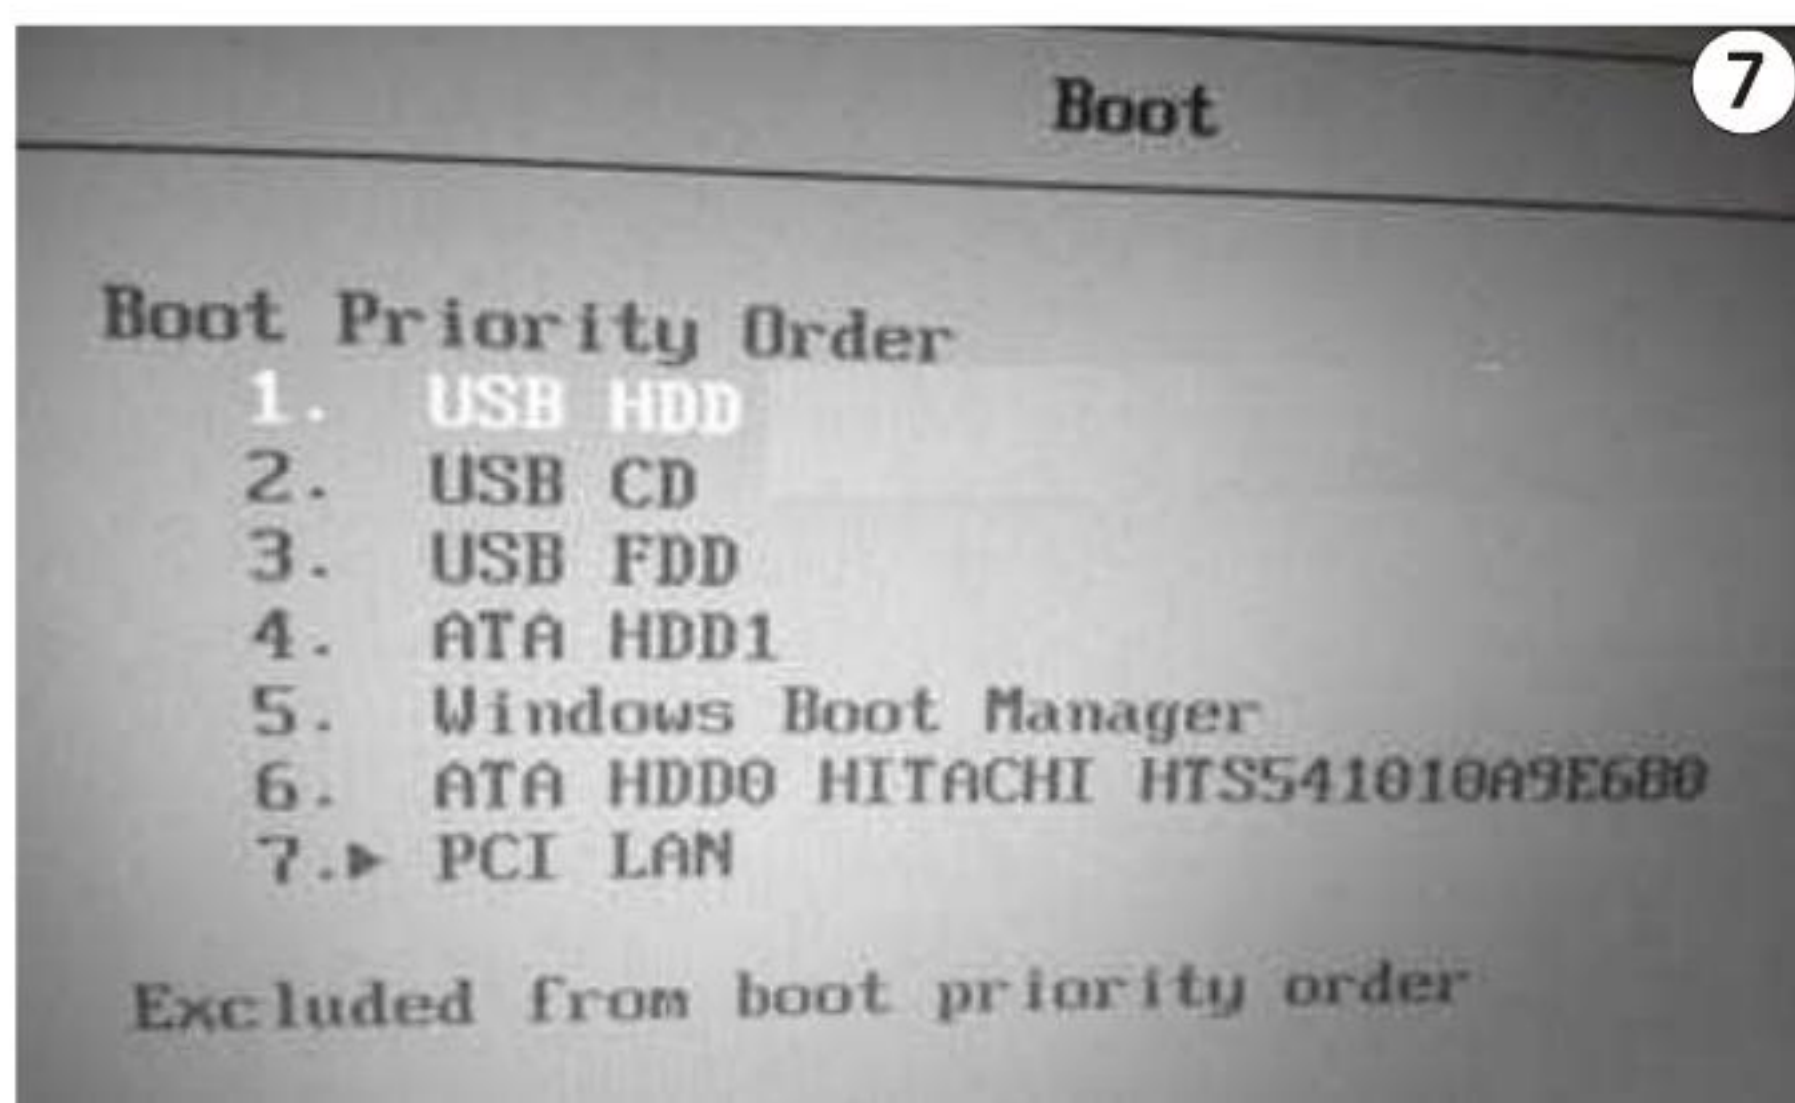 7
Boot
Boot Priority Order
1. USB HDD
2. USB CD
3. USB FDD
4. ATA HDD1
5. Windows Boot Manager
6. ATA HDD0 HITACHI HTS541010A9E680
7.▸ PCI LAN
Excluded from boot priority order